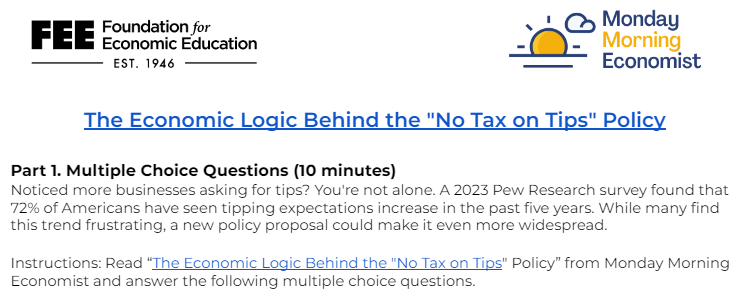 FEE Foundation for
Economic Education
EST. 1946
Monday
Morning
Economist
The Economic Logic Behind the "No Tax on Tips" Policy
Part 1. Multiple Choice Questions (10 minutes)
Noticed more businesses asking for tips? You're not alone. A 2023 Pew Research survey found that
72% of Americans have seen tipping expectations increase in the past five years. While many find
this trend frustrating, a new policy proposal could make it even more widespread.
Instructions: Read “The Economic Logic Behind the "No Tax on Tips" Policy” from Monday Morning
Economist and answer the following multiple choice questions.